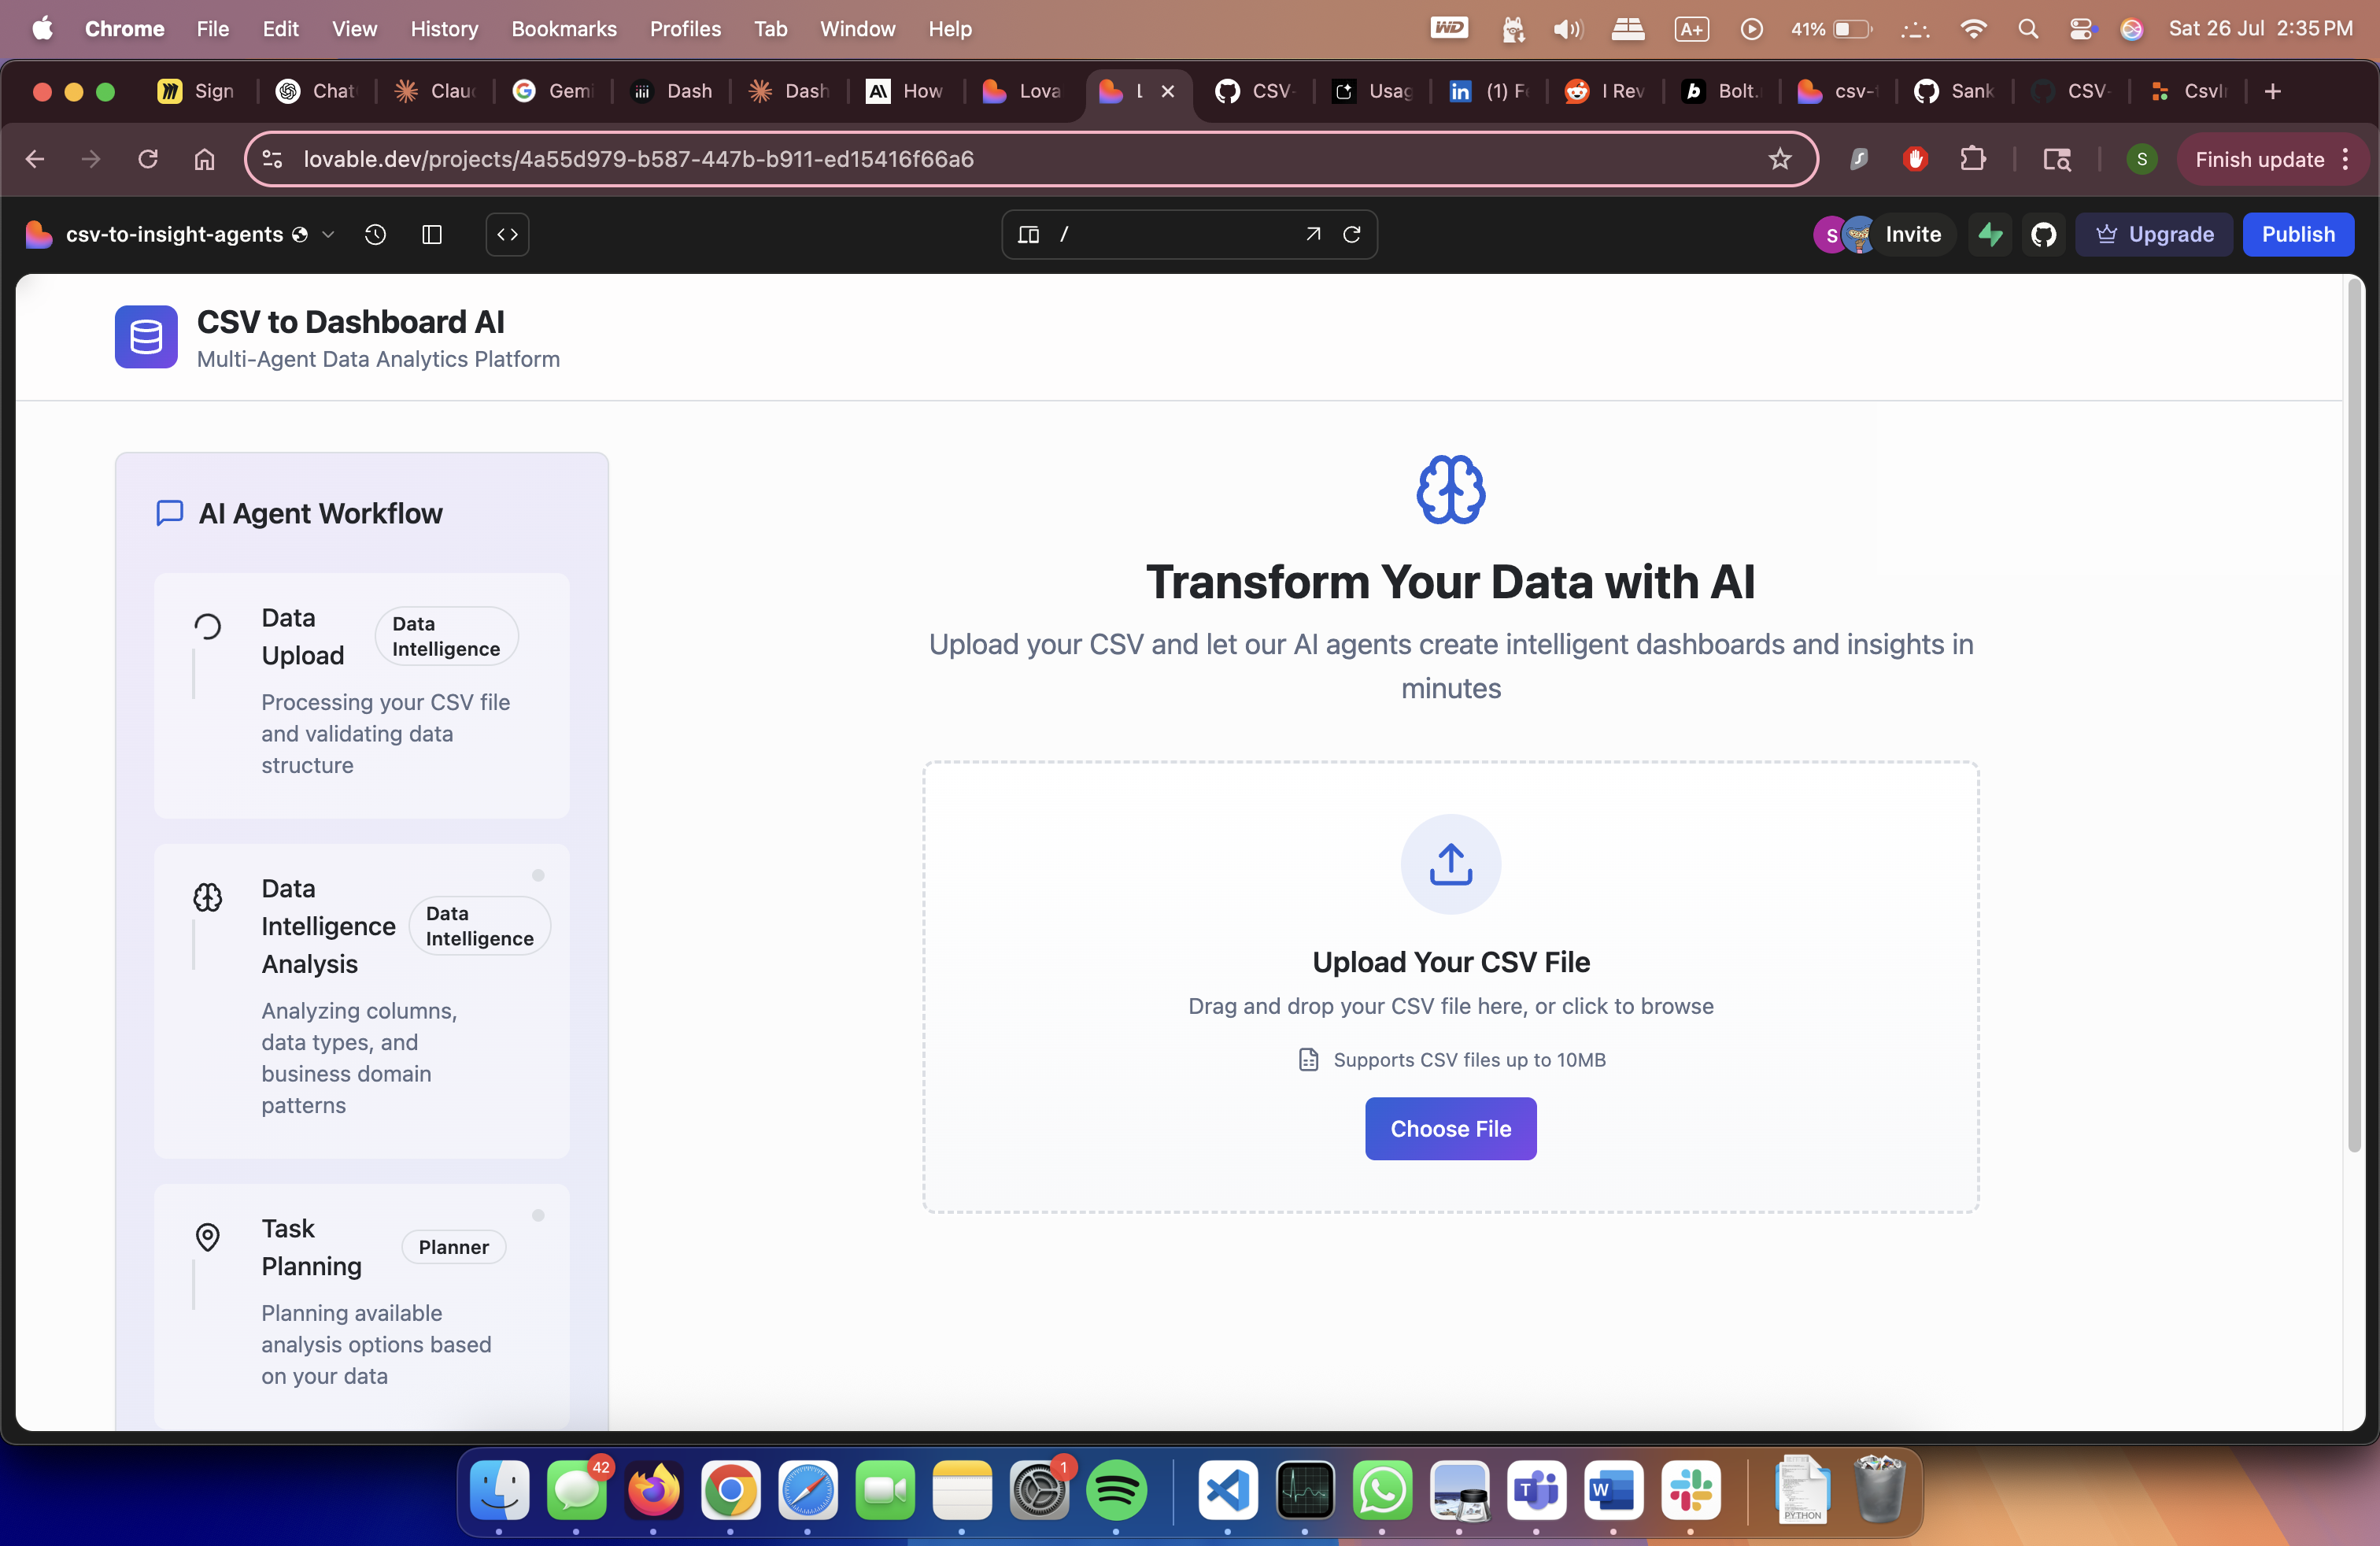 Chrome File Edit View History Bookmarks Profiles Tab Window Help
WD A+ 41% Sat 26 Jul 2:35 PM
Sign Chat Clau Gemi Dash Dash How Lova L CSV- Usag (1) Fe I Rev Bolt. csv-t Sank CSV- CsvI
lovable.dev/projects/4a55d979-b587-447b-b911-ed15416f66a6
S Finish update
csv-to-insight-agents
/
S Invite Upgrade Publish
CSV to Dashboard AI
Multi-Agent Data Analytics Platform
AI Agent Workflow
Data
Upload
Data
Intelligence
Processing your CSV file
and validating data
structure
Data
Intelligence
Analysis
Data
Intelligence
Analyzing columns,
data types, and
business domain
patterns
Task
Planning
Planner
Planning available
analysis options based
on your data
Transform Your Data with AI
Upload your CSV and let our AI agents create intelligent dashboards and insights in
minutes
Upload Your CSV File
Drag and drop your CSV file here, or click to browse
Supports CSV files up to 10MB
Choose File
42
1
PYTHON